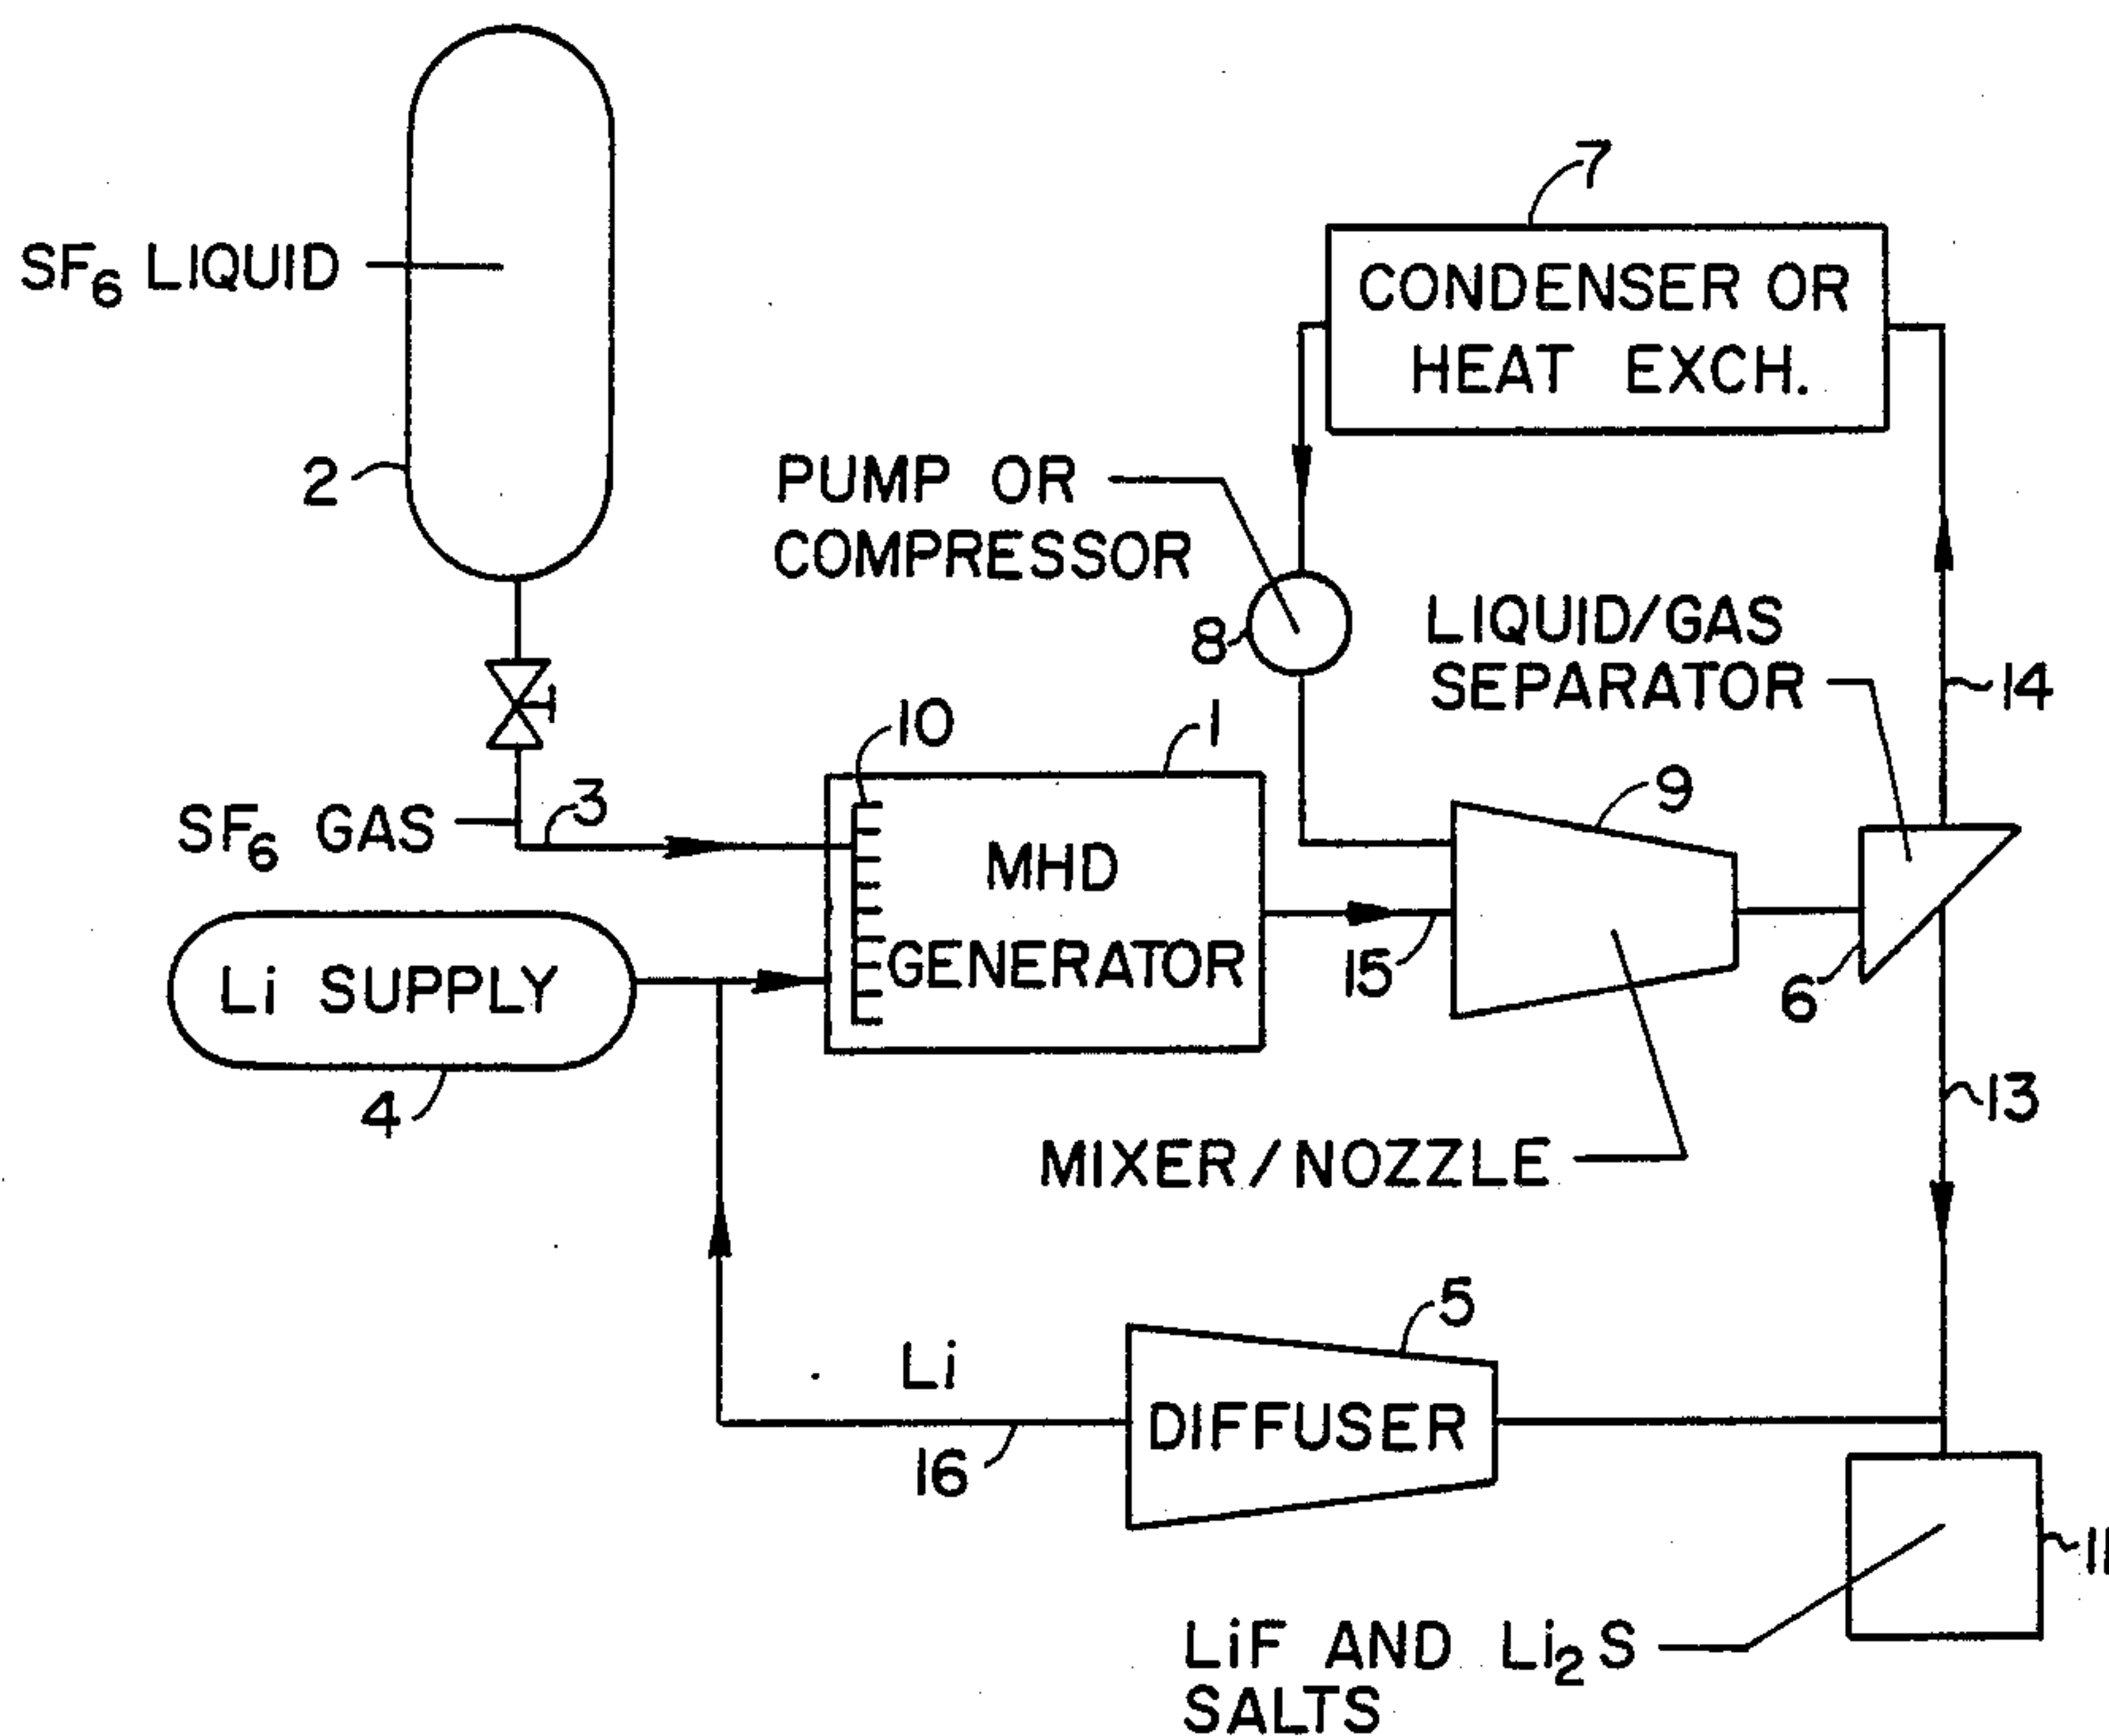 SF6 LIQUID
2
7
CONDENSER OR
HEAT EXCH.
PUMP OR
COMPRESSOR
8
LIQUID/GAS
SEPARATOR
14
10
1
3
SF6 GAS
MHD
GENERATOR
9
15
6
Li SUPPLY
4
13
MIXER/NOZZLE
5
Li
DIFFUSER
16
11
LiF AND Li2S
SALTS